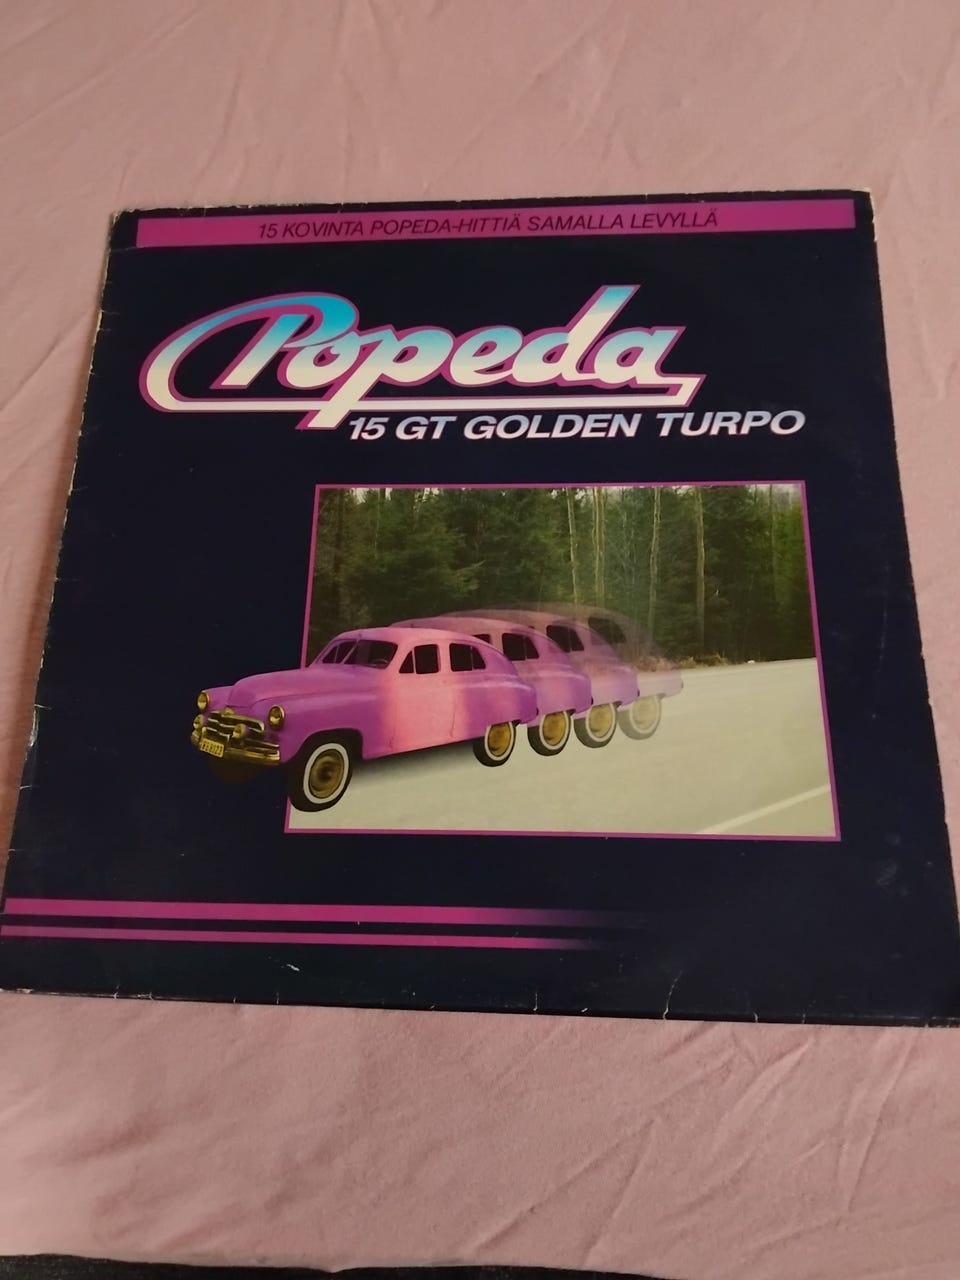 15 KOVINTA POPEDA-HITTIÄ SAMALLA LEVYLLÄ
Popeda
15 GT GOLDEN TURPO